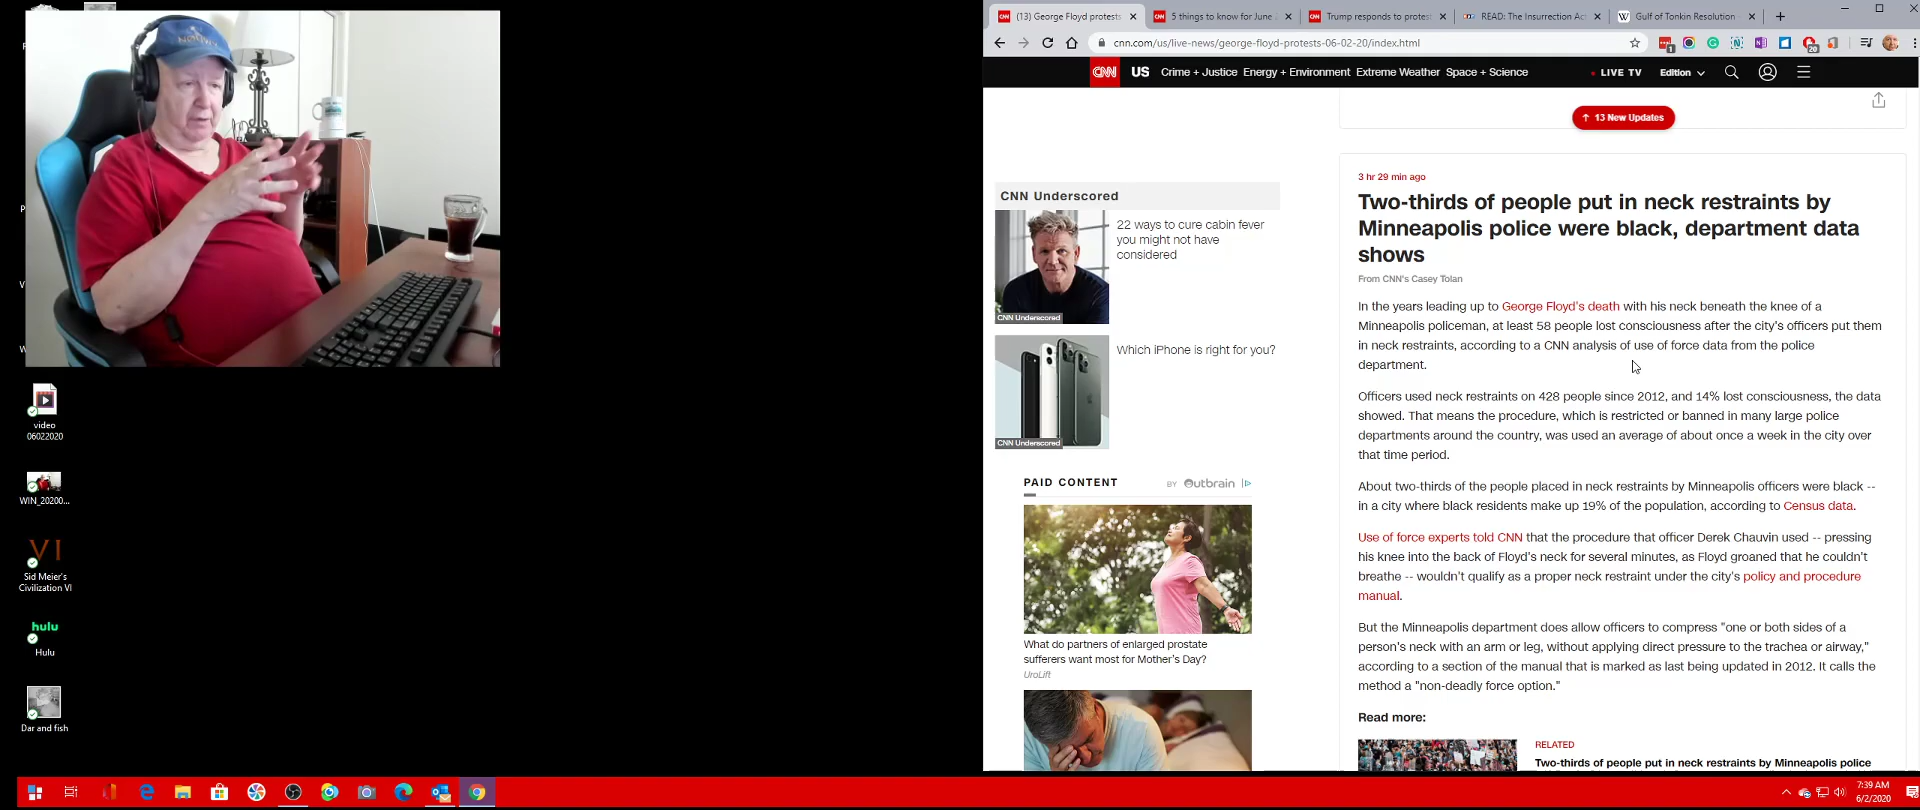 (13) George Floyd protests
5 things to know for June
Trump responds to protest
READ: The Insurrection Act
Gulf of Tonkin Resolution -
cnn.com/us/live-news/george-floyd-protests-06-02-20/index.html
1
20
CNN US Crime + Justice Energy + Environment Extreme Weather Space + Science
LIVE TV Edition
13 New Updates
3 hr 29 min ago
Two-thirds of people put in neck restraints by
Minneapolis police were black, department data
shows
From CNN's Casey Tolan
In the years leading up to George Floyd's death with his neck beneath the knee of a
Minneapolis policeman, at least 58 people lost consciousness after the city's officers put them
in neck restraints, according to a CNN analysis of use of force data from the police
department.
Officers used neck restraints on 428 people since 2012, and 14% lost consciousness, the data
showed. That means the procedure, which is restricted or banned in many large police
departments around the country, was used an average of about once a week in the city over
that time period.
About two-thirds of the people placed in neck restraints by Minneapolis officers were black --
in a city where black residents make up 19% of the population, according to Census data.
Use of force experts told CNN that the procedure that officer Derek Chauvin used -- pressing
his knee into the back of Floyd's neck for several minutes, as Floyd groaned that he couldn't
breathe -- wouldn't qualify as a proper neck restraint under the city's policy and procedure
manual.
But the Minneapolis department does allow officers to compress "one or both sides of a
person's neck with an arm or leg, without applying direct pressure to the trachea or airway,"
according to a section of the manual that is marked as last being updated in 2012. It calls the
method a "non-deadly force option."
Read more:
RELATED
Two-thirds of people put in neck restraints by Minneapolis police
CNN Underscored
22 ways to cure cabin fever
you might not have
considered
CNN Underscored
Which iPhone is right for you?
CNN Underscored
PAID CONTENT
BY Outbrain
What do partners of enlarged prostate
sufferers want most for Mother's Day?
UroLift
video
06022020
WIN_20200...
VI
Sid Meier's
Civilization VI
hulu
Hulu
Dar and fish
7:39 AM
6/2/2020